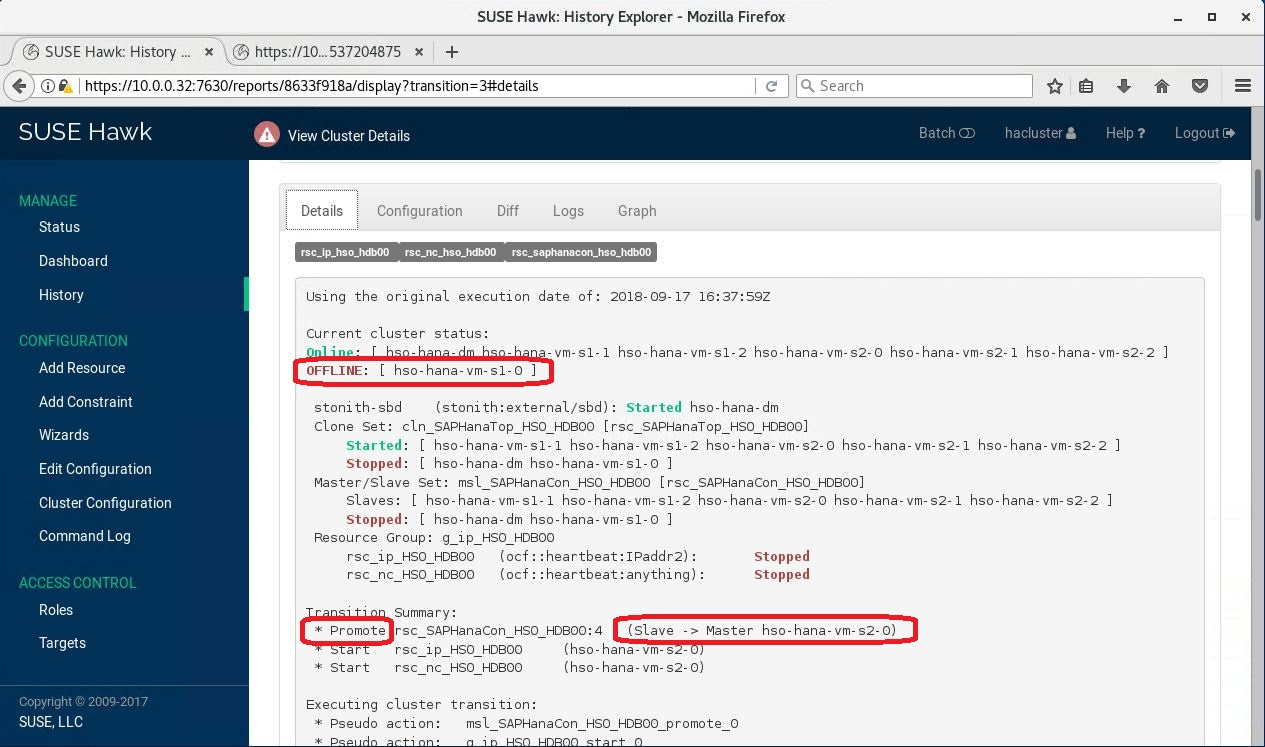 SUSE Hawk: History Explorer - Mozilla Firefox
SUSE Hawk: History ... × https://10...537204875 × +
https://10.0.0.32:7630/reports/8633f918a/display?transition=3#details Search
SUSE Hawk View Cluster Details Batch hacluster Help ? Logout
MANAGE
Status
Dashboard
History
CONFIGURATION
Add Resource
Add Constraint
Wizards
Edit Configuration
Cluster Configuration
Command Log
ACCESS CONTROL
Roles
Targets
Copyright © 2009-2017
SUSE, LLC
Details Configuration Diff Logs Graph
rsc_ip_hso_hdb00 rsc_nc_hso_hdb00 rsc_saphanacon_hso_hdb00
Using the original execution date of: 2018-09-17 16:37:59Z
Current cluster status:
Online: [ hso-hana-dm hso-hana-vm-s1-1 hso-hana-vm-s1-2 hso-hana-vm-s2-0 hso-hana-vm-s2-1 hso-hana-vm-s2-2 ]
OFFLINE: [ hso-hana-vm-s1-0 ]
stonith-sbd (stonith:external/sbd): Started hso-hana-dm
Clone Set: cln_SAPHanaTop_HSO_HDB00 [rsc_SAPHanaTop_HSO_HDB00]
Started: [ hso-hana-vm-s1-1 hso-hana-vm-s1-2 hso-hana-vm-s2-0 hso-hana-vm-s2-1 hso-hana-vm-s2-2 ]
Stopped: [ hso-hana-dm hso-hana-vm-s1-0 ]
Master/Slave Set: msl_SAPHanaCon_HSO_HDB00 [rsc_SAPHanaCon_HSO_HDB00]
Slaves: [ hso-hana-vm-s1-1 hso-hana-vm-s1-2 hso-hana-vm-s2-0 hso-hana-vm-s2-1 hso-hana-vm-s2-2 ]
Stopped: [ hso-hana-dm hso-hana-vm-s1-0 ]
Resource Group: g_ip_HSO_HDB00
rsc_ip_HSO_HDB00 (ocf::heartbeat:IPaddr2): Stopped
rsc_nc_HSO_HDB00 (ocf::heartbeat:anything): Stopped
Transition Summary:
* Promote rsc_SAPHanaCon_HSO_HDB00:4 (Slave -> Master hso-hana-vm-s2-0)
* Start rsc_ip_HSO_HDB00 (hso-hana-vm-s2-0)
* Start rsc_nc_HSO_HDB00 (hso-hana-vm-s2-0)
Executing cluster transition:
* Pseudo action: msl_SAPHanaCon_HSO_HDB00_promote_0
* Pseudo action: g_ip_HSO_HDB00_start_0